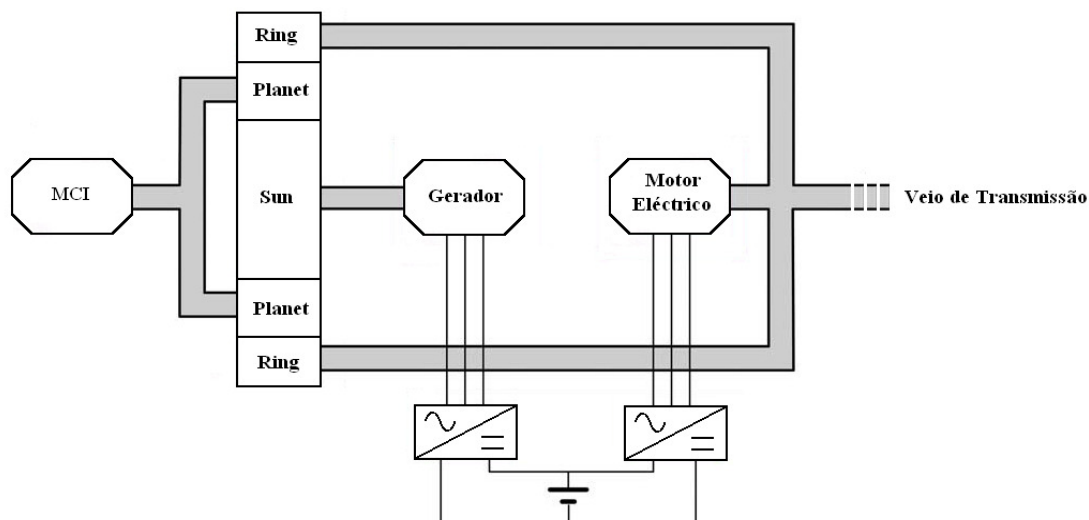 Ring
Planet
MCI
Sun
Gerador
Motor
Eléctrico
Veio de Transmissão
Planet
Ring